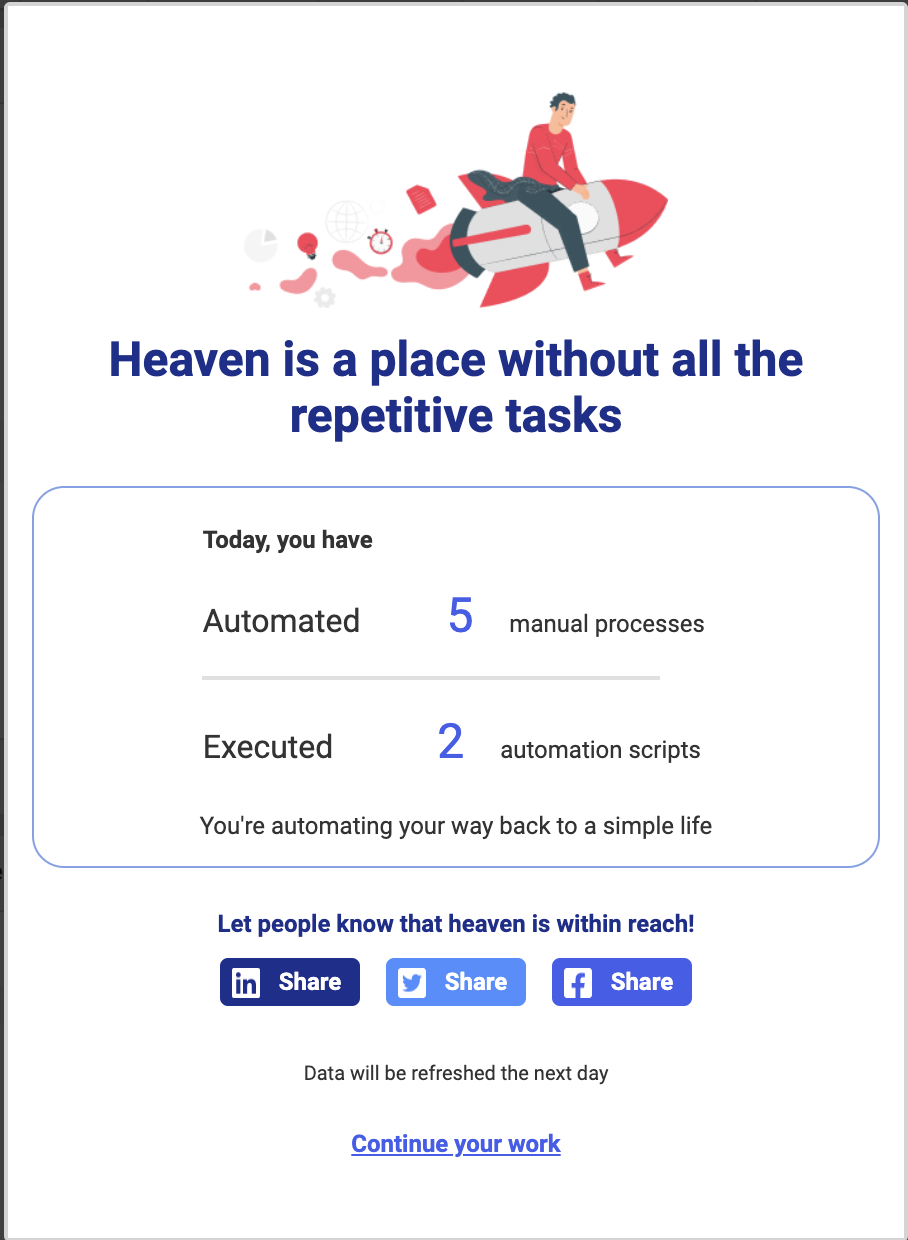 Heaven is a place without all the
repetitive tasks
Today, you have
Automated 5 manual processes
Executed 2 automation scripts
You're automating your way back to a simple life
Let people know that heaven is within reach!
in Share Share f Share
Data will be refreshed the next day
Continue your work